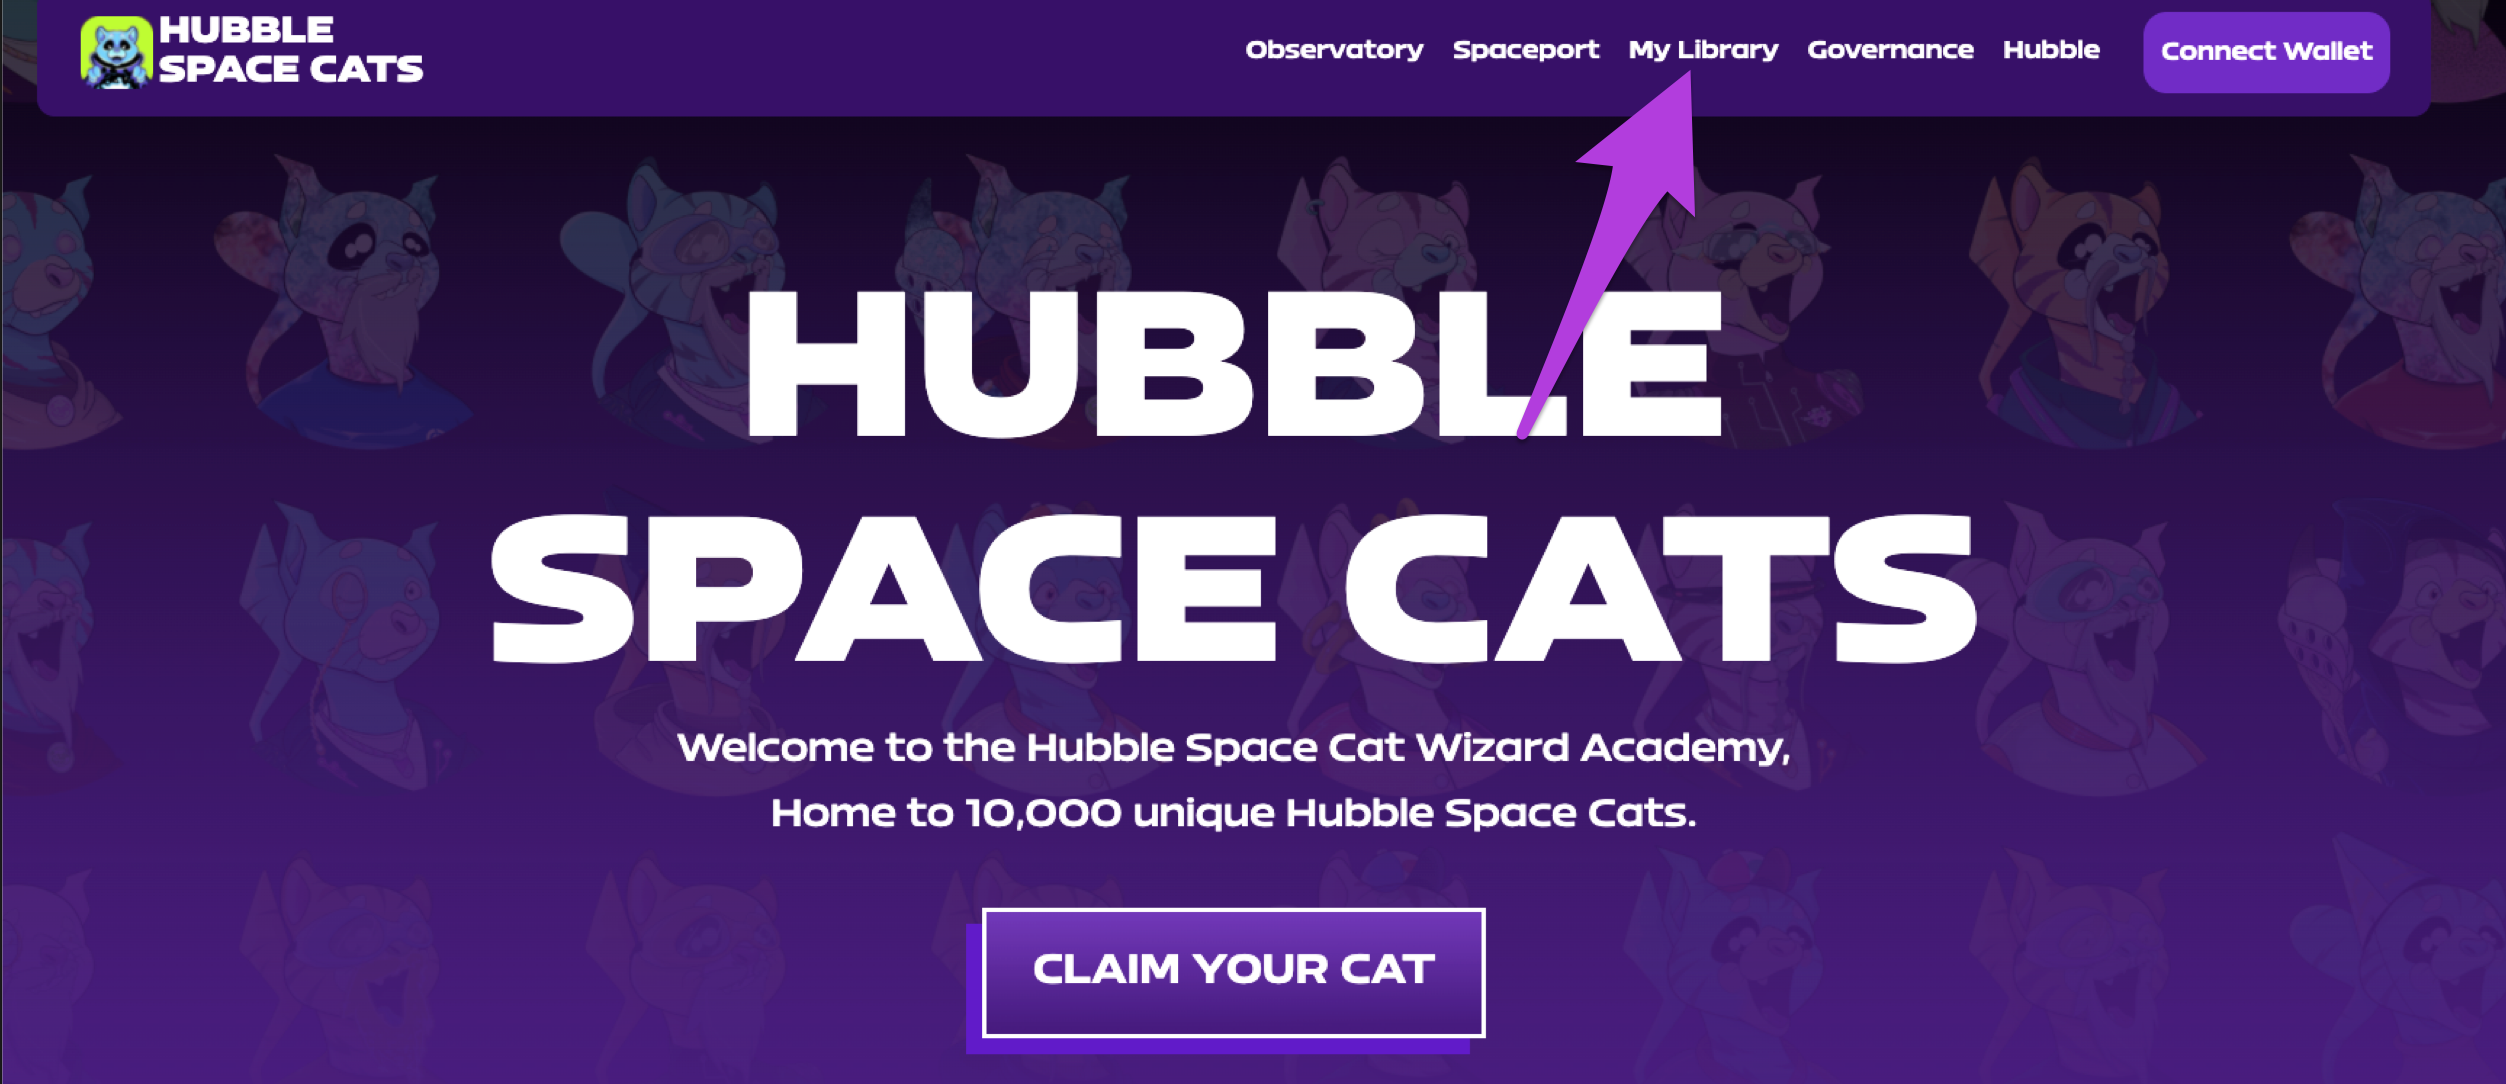 HUBBLE
SPACE CATS
Observatory Spaceport My Library Governance Hubble Connect Wallet
HUBBLE
SPACE CATS
Welcome to the Hubble Space Cat Wizard Academy,
Home to 10,000 unique Hubble Space Cats.
CLAIM YOUR CAT